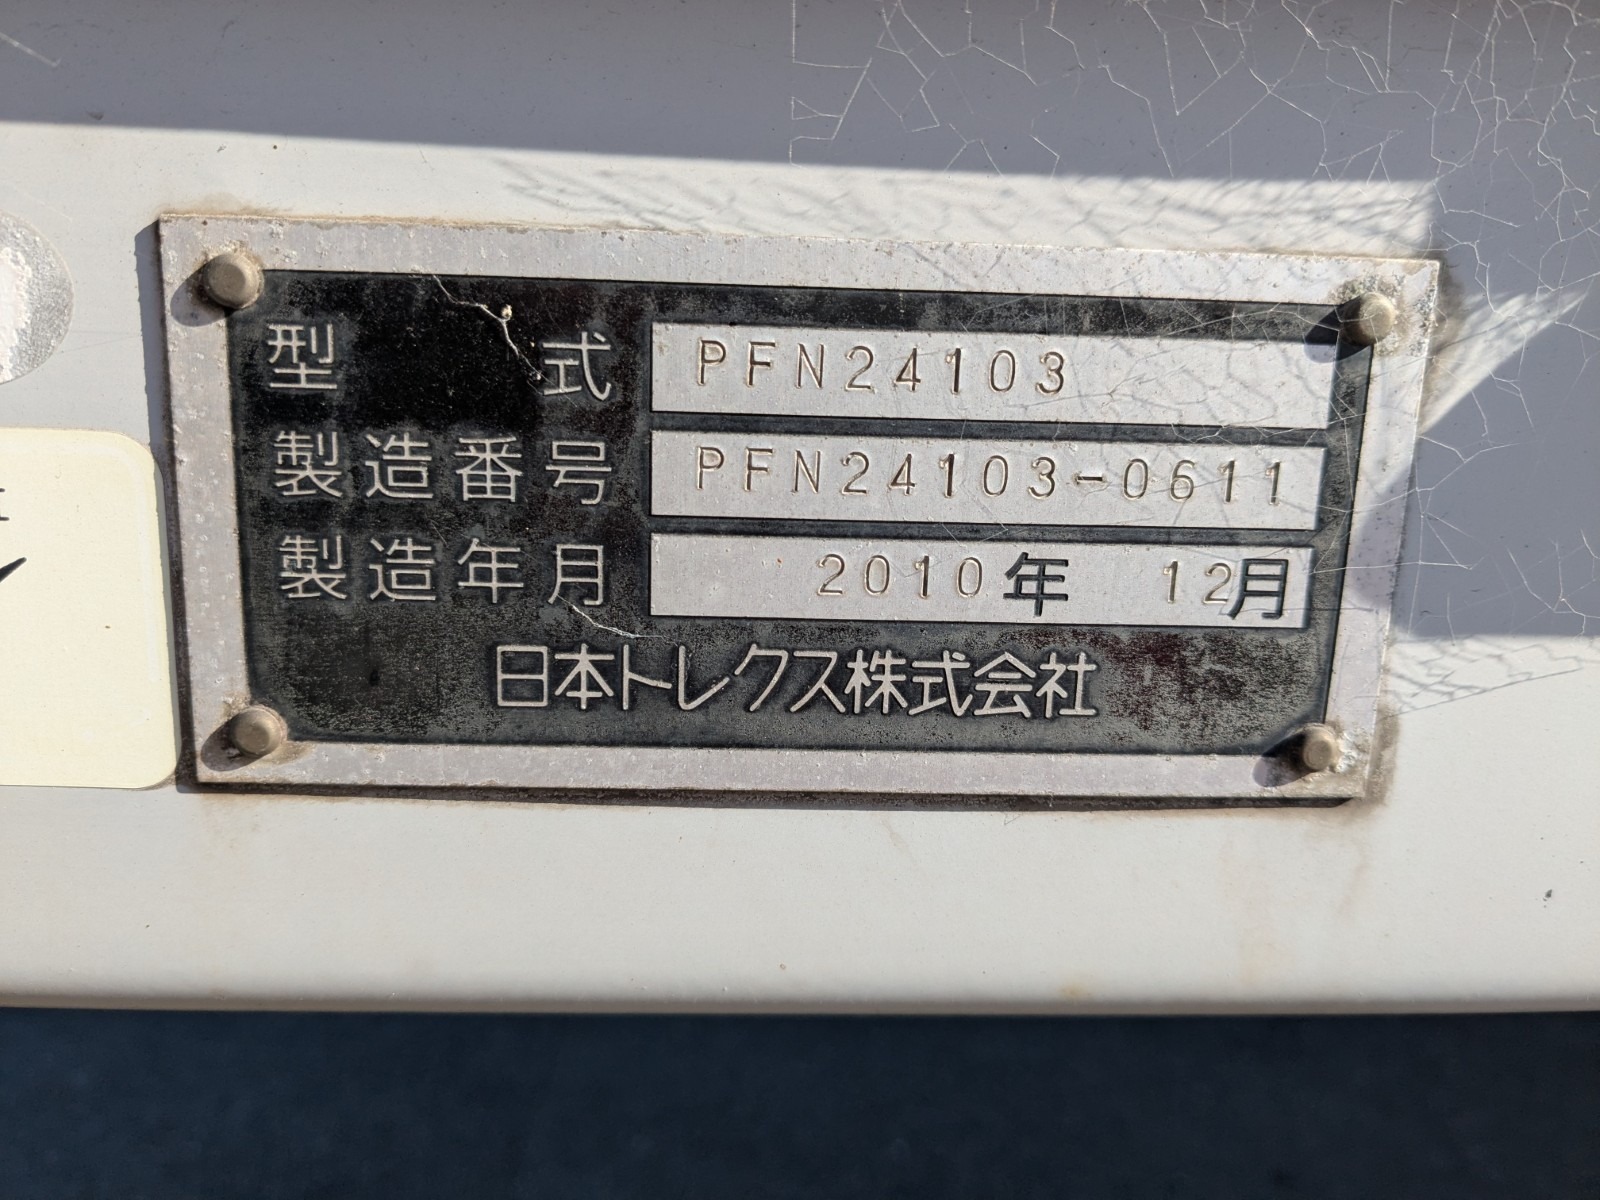 型式 PFN24103
製造番号 PFN24103-0611
製造年月 2010年 12月
日本トレクス株式会社